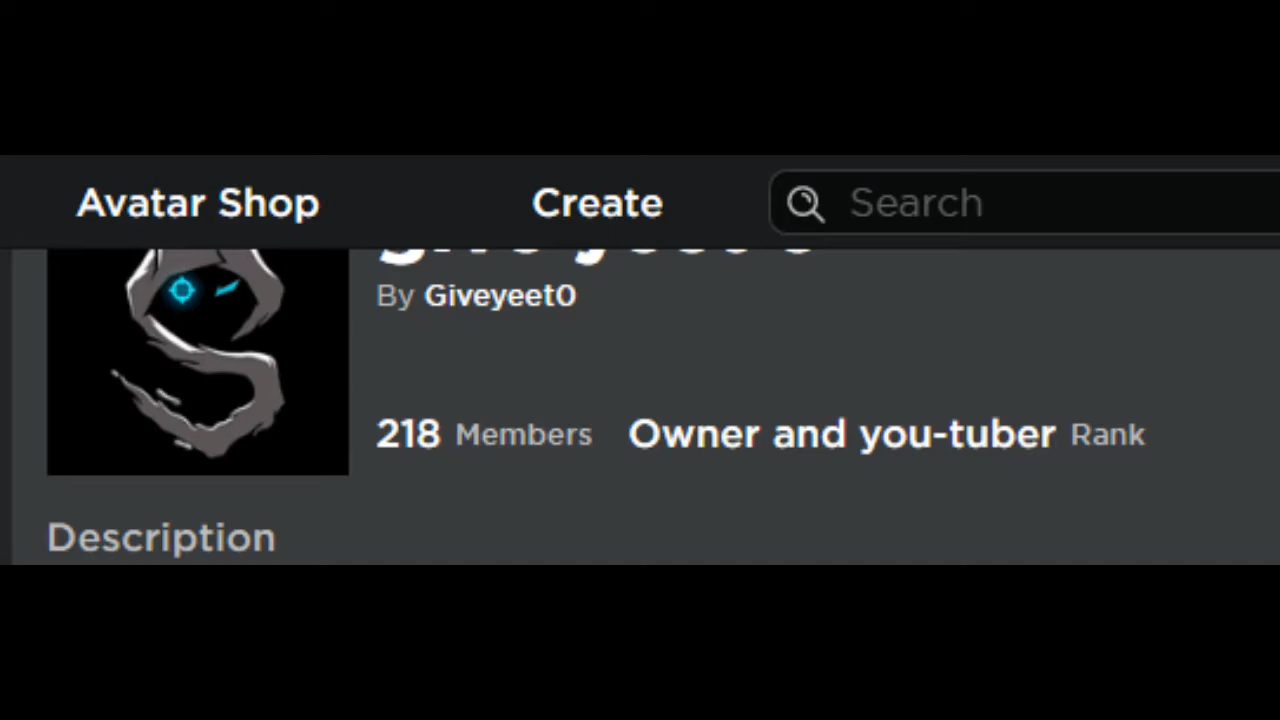 Avatar Shop Create Search
By Giveyeet0
218 Members Owner and you-tuber Rank
Description